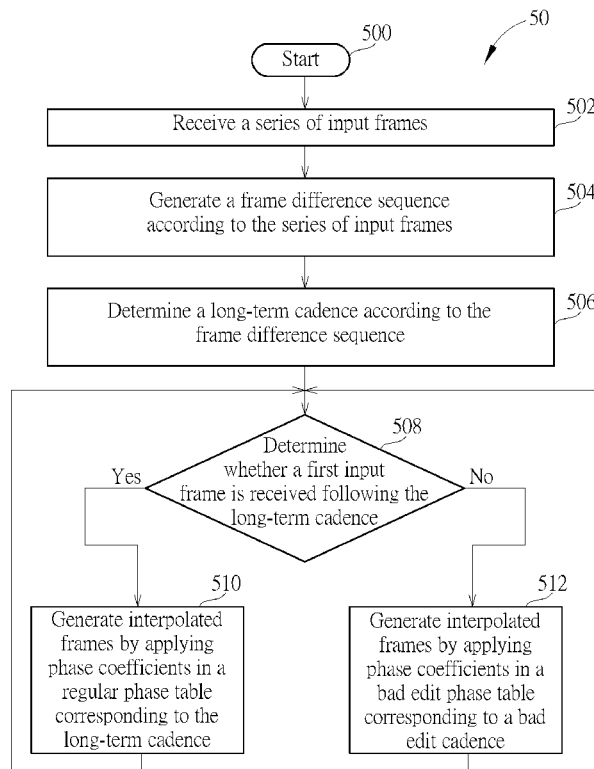 50
500
Start
502
Receive a series of input frames
504
Generate a frame difference sequence
according to the series of input frames
506
Determine a long-term cadence according to the
frame difference sequence
508
Determine
whether a first input
frame is received following the
long-term cadence
Yes
No
510
Generate interpolated
frames by applying
phase coefficients in a
regular phase table
corresponding to the
long-term cadence
512
Generate interpolated
frames by applying
phase coefficients in a
bad edit phase table
corresponding to a bad
edit cadence